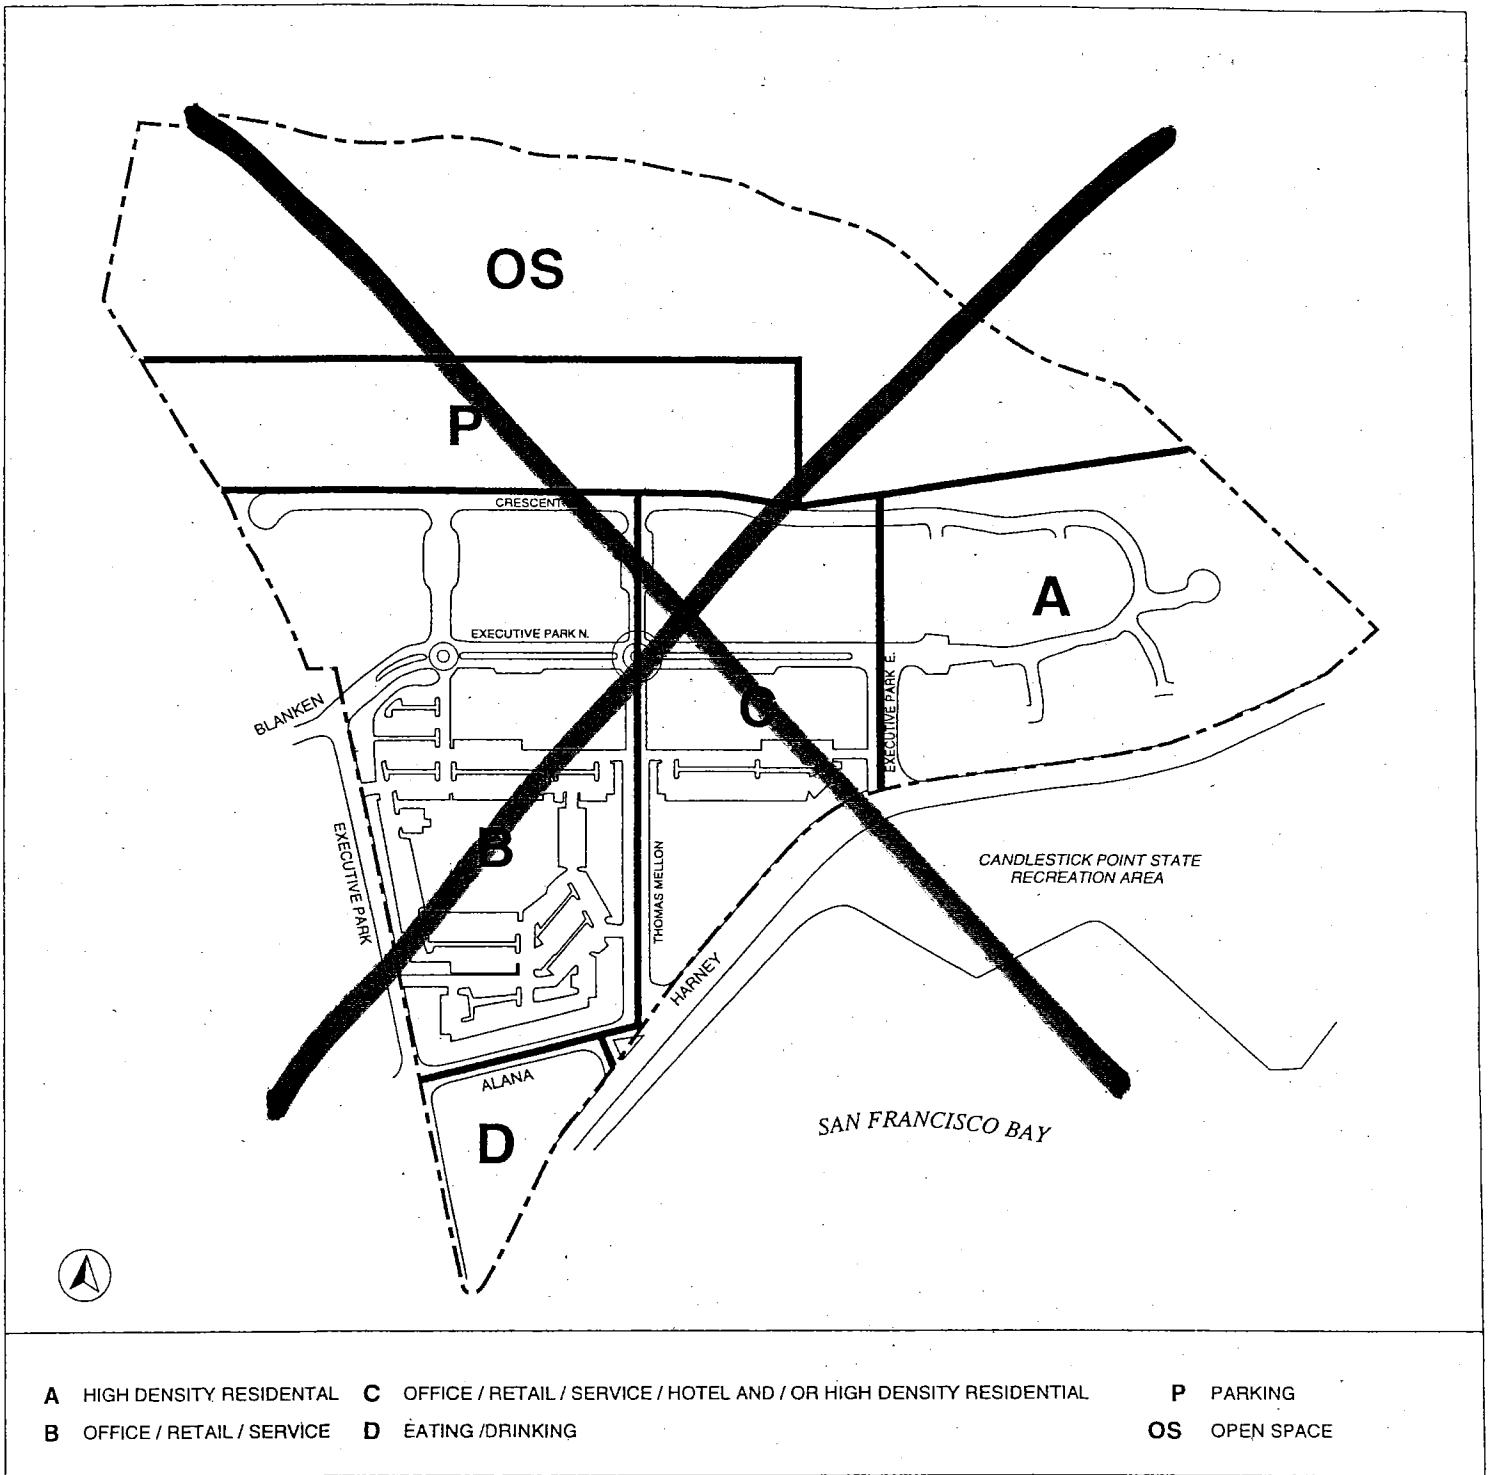 OS
P
CRESCENT
A
EXECUTIVE PARK N.
EXECUTIVE PARK E.
BLANKEN
C
B
EXECUTIVE PARK
THOMAS MELLON
CANDLESTICK POINT STATE
RECREATION AREA
HARNEY
ALANA
D
SAN FRANCISCO BAY
A HIGH DENSITY RESIDENTAL C OFFICE / RETAIL / SERVICE / HOTEL AND / OR HIGH DENSITY RESIDENTIAL P PARKING
B OFFICE / RETAIL / SERVICE D EATING /DRINKING OS OPEN SPACE